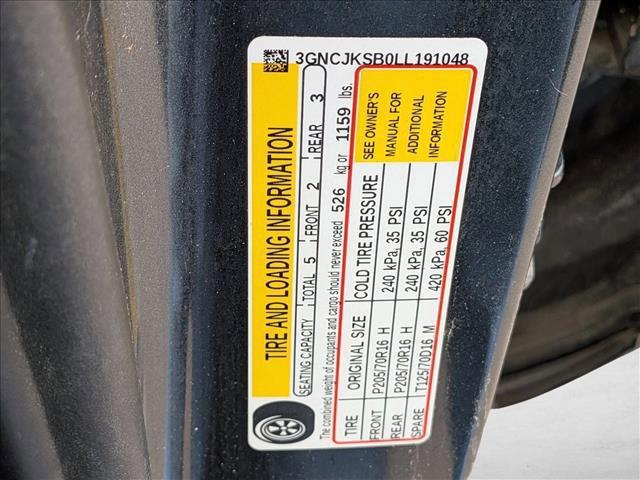 3GNCJKSB0LL191048
TIRE AND LOADING INFORMATION
SEATING CAPACITY TOTAL 5 FRONT 2 REAR 3
The combined weight of occupants and cargo should never exceed 526 kg or 1159 lbs.
TIRE ORIGINAL SIZE COLD TIRE PRESSURE
FRONT P205/70R16 H 240 kPa, 35 PSI
REAR P205/70R16 H 240 kPa, 35 PSI
SPARE T125/70D16 M 420 kPa, 60 PSI
SEE OWNER'S
MANUAL FOR
ADDITIONAL
INFORMATION